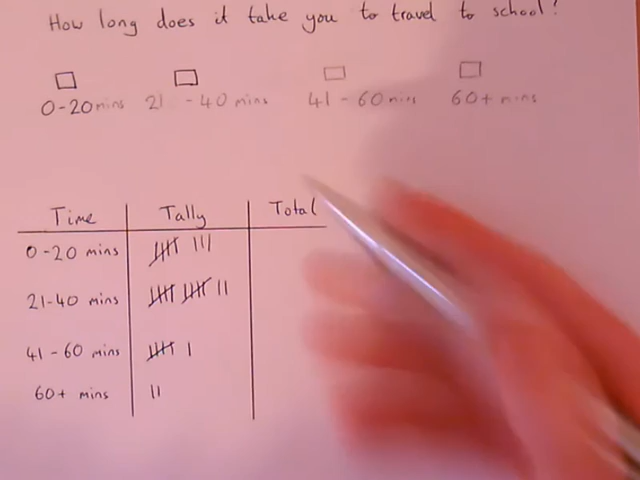 How long does it take you to travel to school?
0-20 mins 21 - 40 mins 41 - 60 mins 60+ mins
Time Tally Total
0-20 mins
21-40 mins
41 - 60 mins
60+ mins